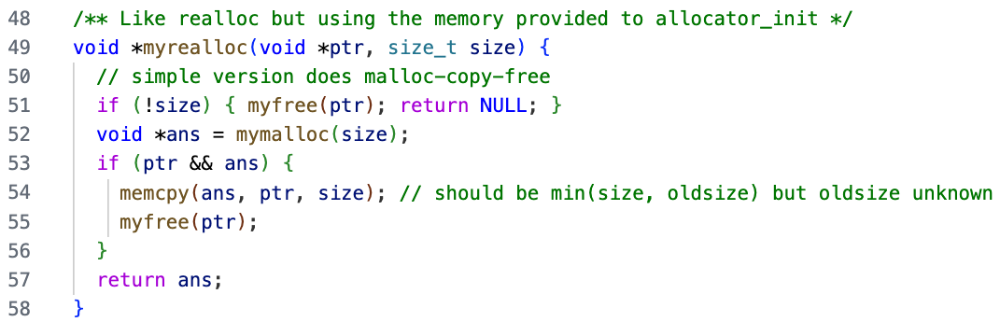 48 /** Like realloc but using the memory provided to allocator_init */
49 void *myrealloc(void *ptr, size_t size) {
50   // simple version does malloc-copy-free
51   if (!size) { myfree(ptr); return NULL; }
52   void *ans = mymalloc(size);
53   if (ptr && ans) {
54     memcpy(ans, ptr, size); // should be min(size, oldsize) but oldsize unknown
55     myfree(ptr);
56   }
57   return ans;
58 }